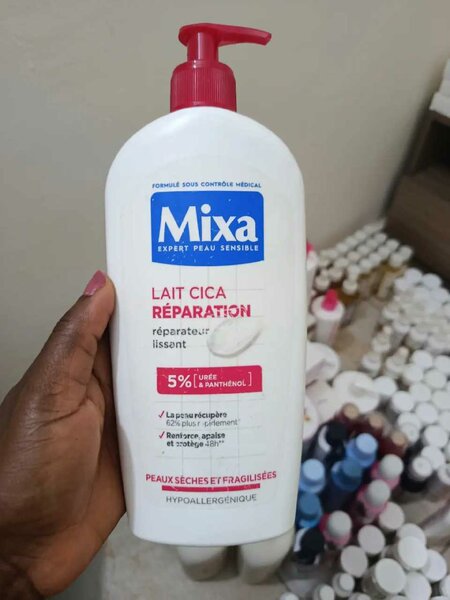 FORMULÉ SOUS CONTRÔLE MÉDICAL
Mixa
EXPERT PEAU SENSIBLE
LAIT CICA
RÉPARATION
réparateur
lissant
5% [URÉE & PANTHÉNOL]
✓ La peau récupère
62% plus rapidement*
✓ Renforce, apaise
et protège 48h**
PEAUX SÈCHES ET FRAGILISÉES
HYPOALLERGÉNIQUE